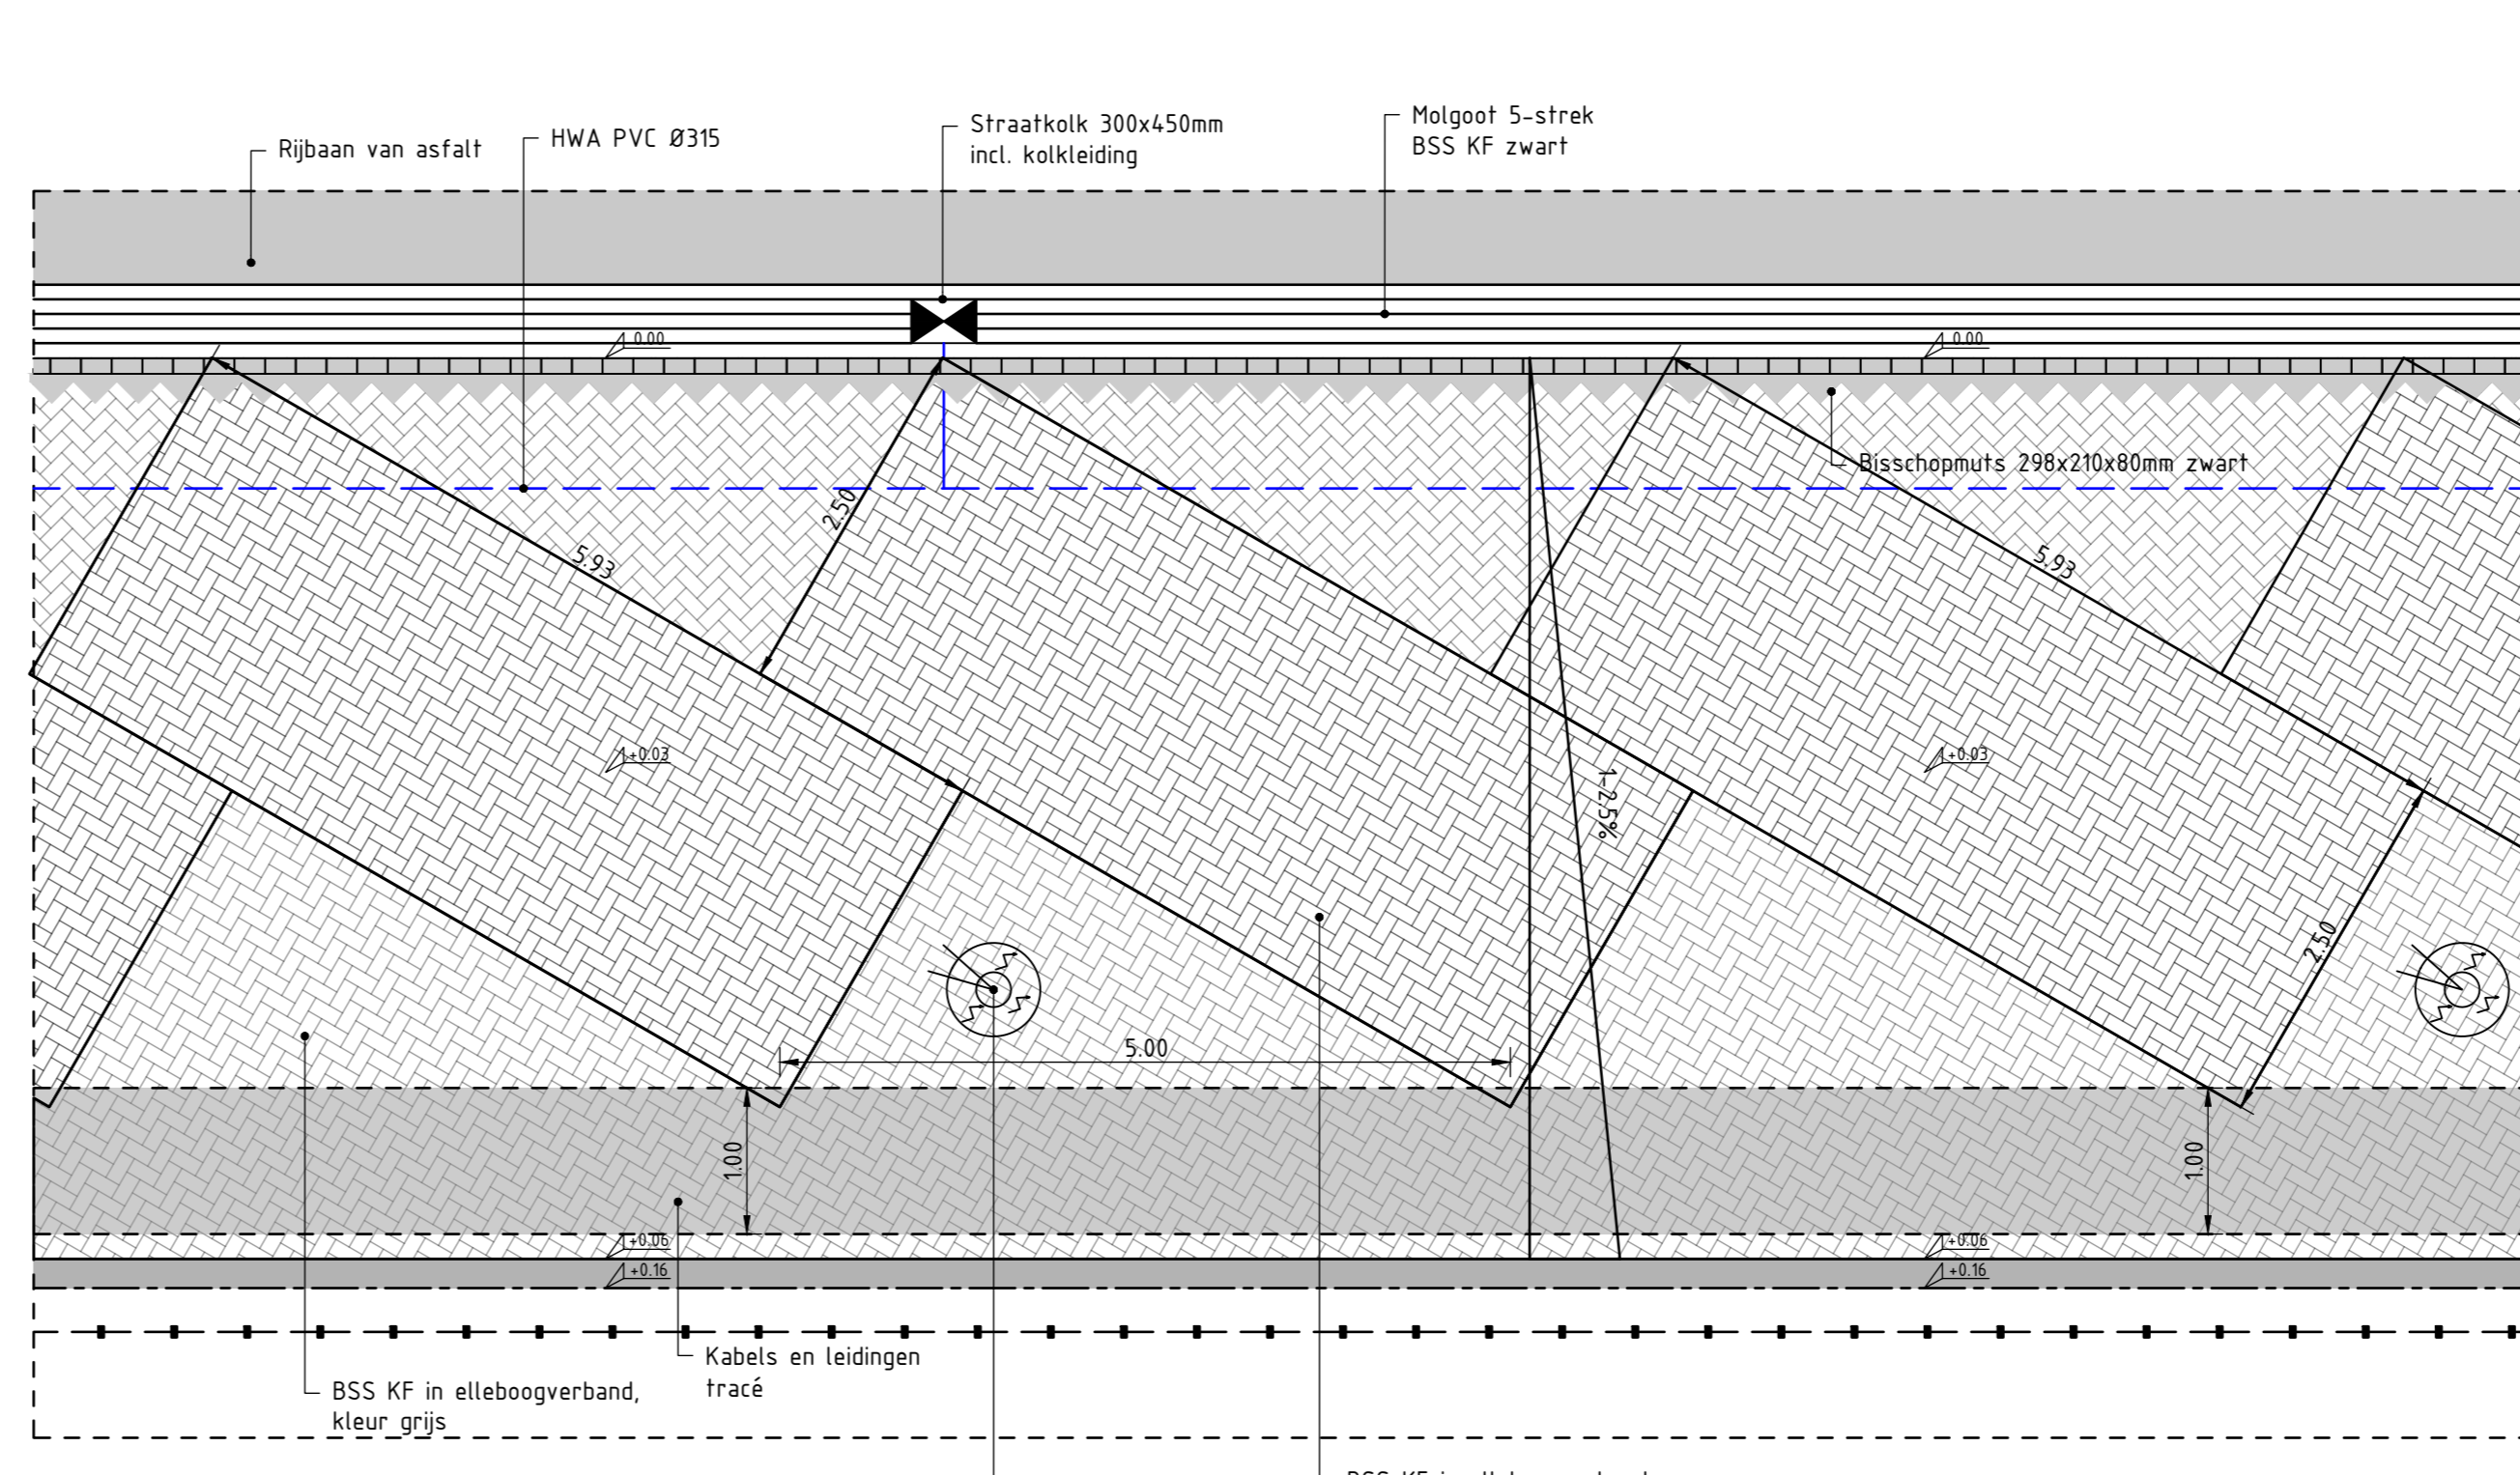 Rijbaan van asfalt
HWA PVC Ø315
Straatkolk 300x450mm
incl. kolkleiding
Molgoot 5-strek
BSS KF zwart
0.00
0.00
Bisschopmuts 298x210x80mm zwart
2.50
5.93
5.93
+0.03
+0.03
1-2.5%
2.50
5.00
1.00
1.00
+0.06
+0.06
+0.16
+0.16
Kabels en leidingen
tracé
BSS KF in elleboogverband,
kleur grijs